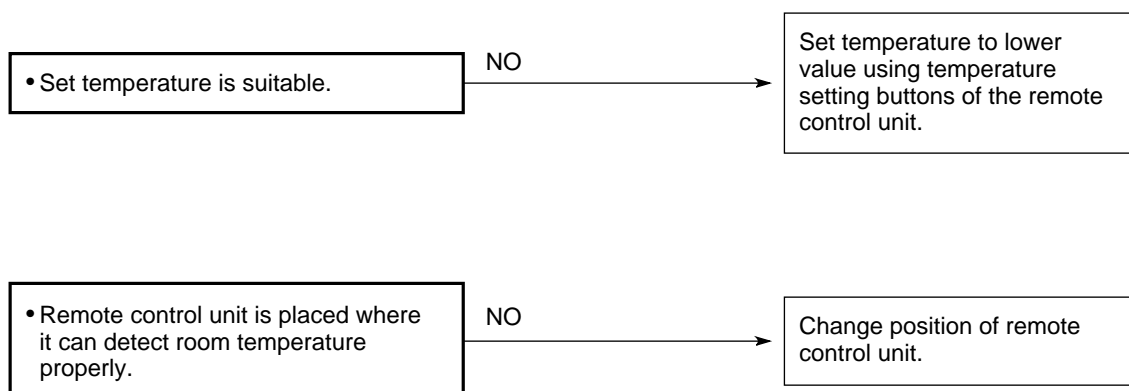 • Set temperature is suitable.
NO
Set temperature to lower
value using temperature
setting buttons of the remote
control unit.
• Remote control unit is placed where
it can detect room temperature
properly.
NO
Change position of remote
control unit.